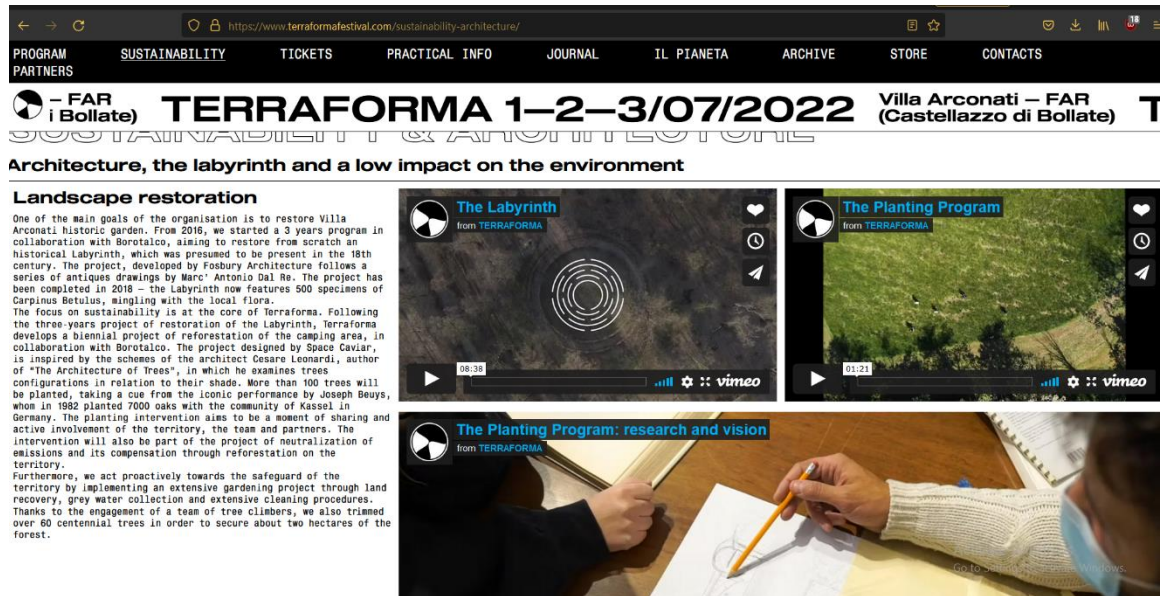 https://www.terraformafestival.com/sustainability-architecture/
18
PROGRAM SUSTAINABILITY TICKETS PRACTICAL INFO JOURNAL IL PIANETA ARCHIVE STORE CONTACTS
PARTNERS
– FAR
i Bollate)
TERRAFORMA 1—2—3/07/2022
Villa Arconati – FAR
(Castellazzo di Bollate)
T
SUSTAINABILITY & ARCHITECTURE
Architecture, the labyrinth and a low impact on the environment
Landscape restoration
One of the main goals of the organisation is to restore Villa
Arconati historic garden. From 2016, we started a 3 years program in
collaboration with Borotalco, aiming to restore from scratch an
historical Labyrinth, which was presumed to be present in the 18th
century. The project, developed by Fosbury Architecture follows a
series of antiques drawings by Marc' Antonio Dal Re. The project has
been completed in 2018 – the Labyrinth now features 500 specimens of
Carpinus Betulus, mingling with the local flora.
The focus on sustainability is at the core of Terraforma. Following
the three-years project of restoration of the Labyrinth, Terraforma
develops a biennial project of reforestation of the camping area, in
collaboration with Borotalco. The project designed by Space Caviar,
is inspired by the schemes of the architect Cesare Leonardi, author
of "The Architecture of Trees", in which he examines trees
configurations in relation to their shade. More than 100 trees will
be planted, taking a cue from the iconic performance by Joseph Beuys,
whom in 1982 planted 7000 oaks with the community of Kassel in
Germany. The planting intervention aims to be a moment of sharing and
active involvement of the territory, the team and partners. The
intervention will also be part of the project of neutralization of
emissions and its compensation through reforestation on the
territory.
Furthermore, we act proactively towards the safeguard of the
territory by implementing an extensive gardening project through land
recovery, grey water collection and extensive cleaning procedures.
Thanks to the engagement of a team of tree climbers, we also trimmed
over 60 centennial trees in order to secure about two hectares of the
forest.
The Labyrinth
from TERRAFORMA
08:38
vimeo
The Planting Program
from TERRAFORMA
01:21
vimeo
The Planting Program: research and vision
from TERRAFORMA
Go to Windows.